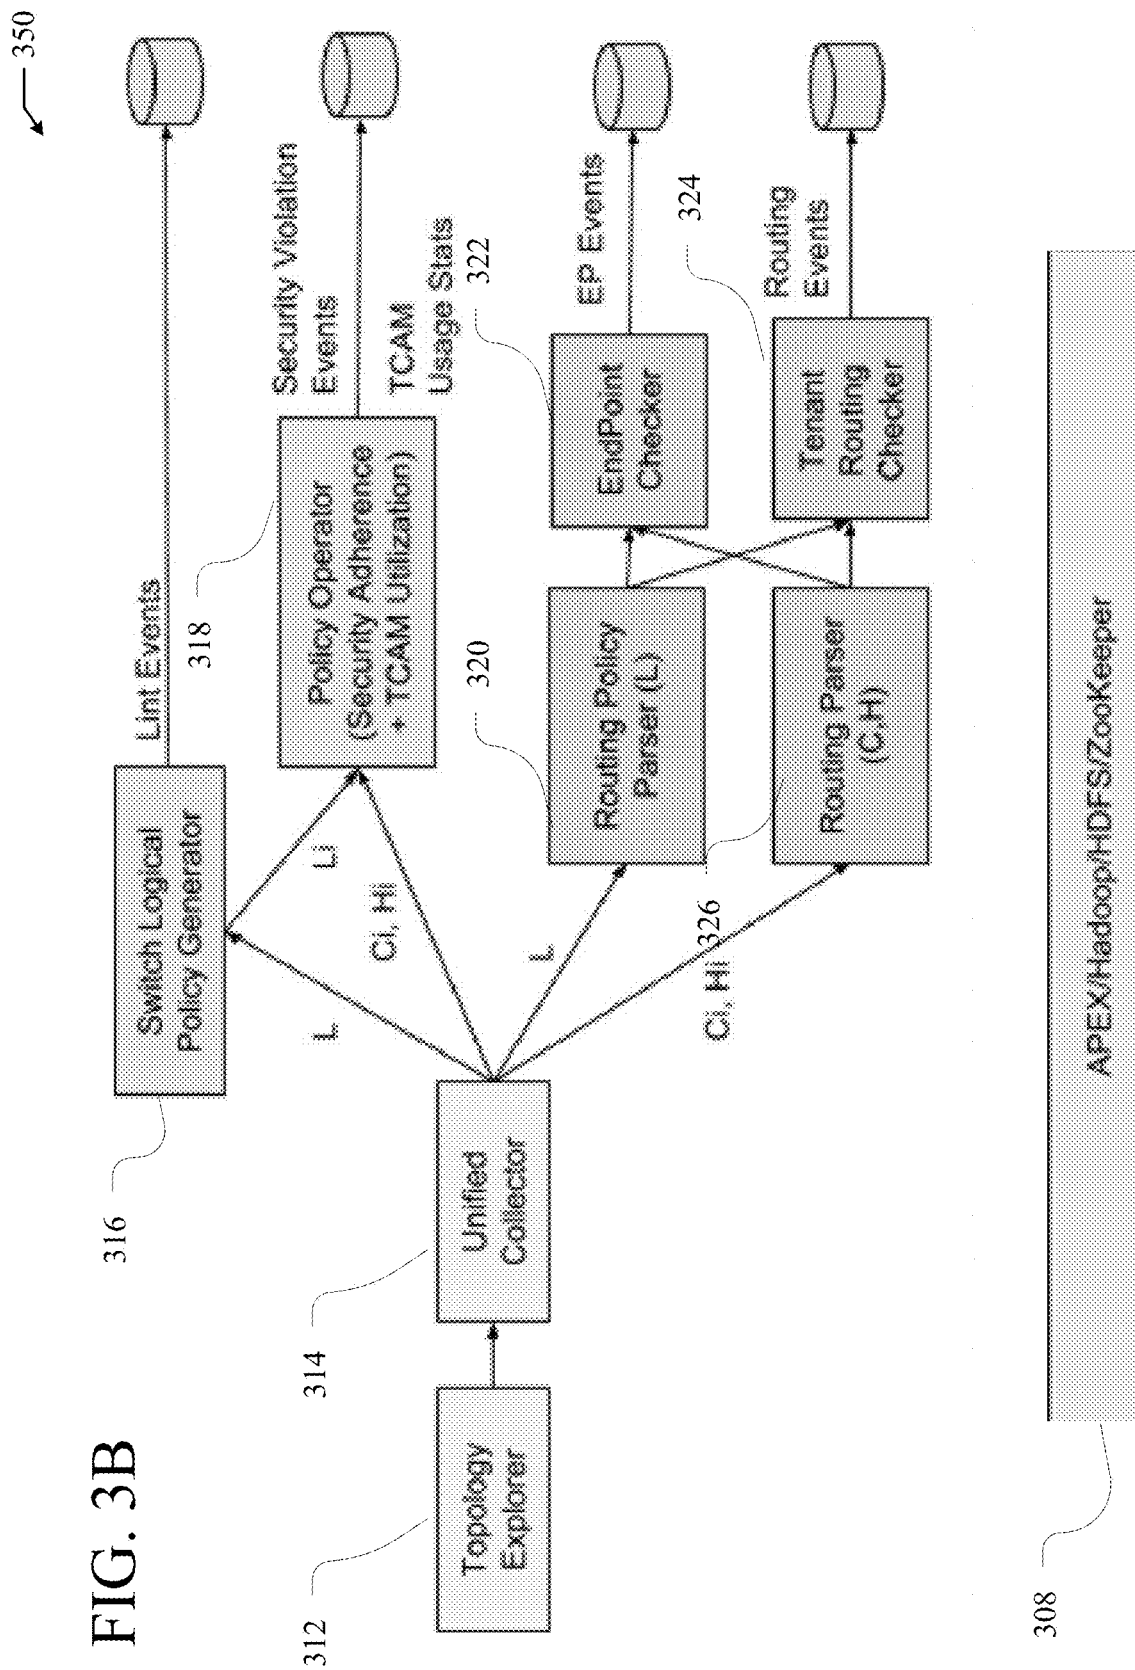 FIG. 3B
350
312
Topology
Explorer
314
Unified
Collector
316
Switch Logical
Policy Generator
Lint Events
L
Li
Ci, Hi
L
Ci, Hi
318
Policy Operator
(Security Adherence
+ TCAM Utilization)
Security Violation
Events
TCAM
Usage Stats
320
Routing Policy
Parser (L)
326
Routing Parser
(C,H)
322
EndPoint
Checker
EP Events
324
Tenant
Routing
Checker
Routing
Events
308
APEX/Hadoop/HDFS/ZooKeeper